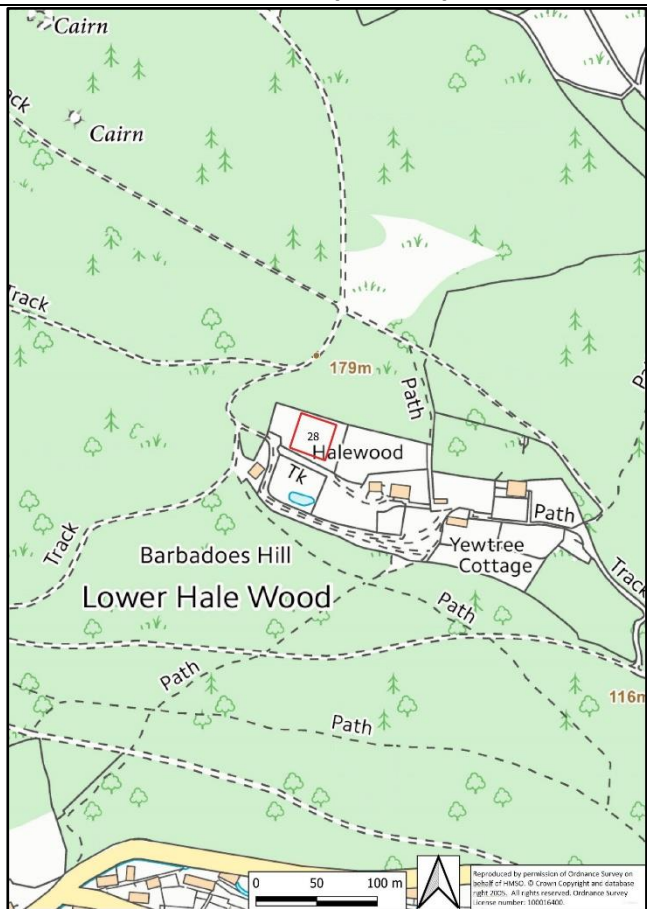 Cairn
Cairn
Track
179m
Path
28
Halewood
Tk
Path
Track
Barbadoes Hill
Yewtree
Cottage
Track
Lower Hale Wood
Path
Path
116m
Path
0 50 100 m
Reproduced by permission of Ordnance Survey on
behalf of HMSO. © Crown Copyright and database
right 2005. All rights reserved. Ordnance Survey
License number: 100016400.